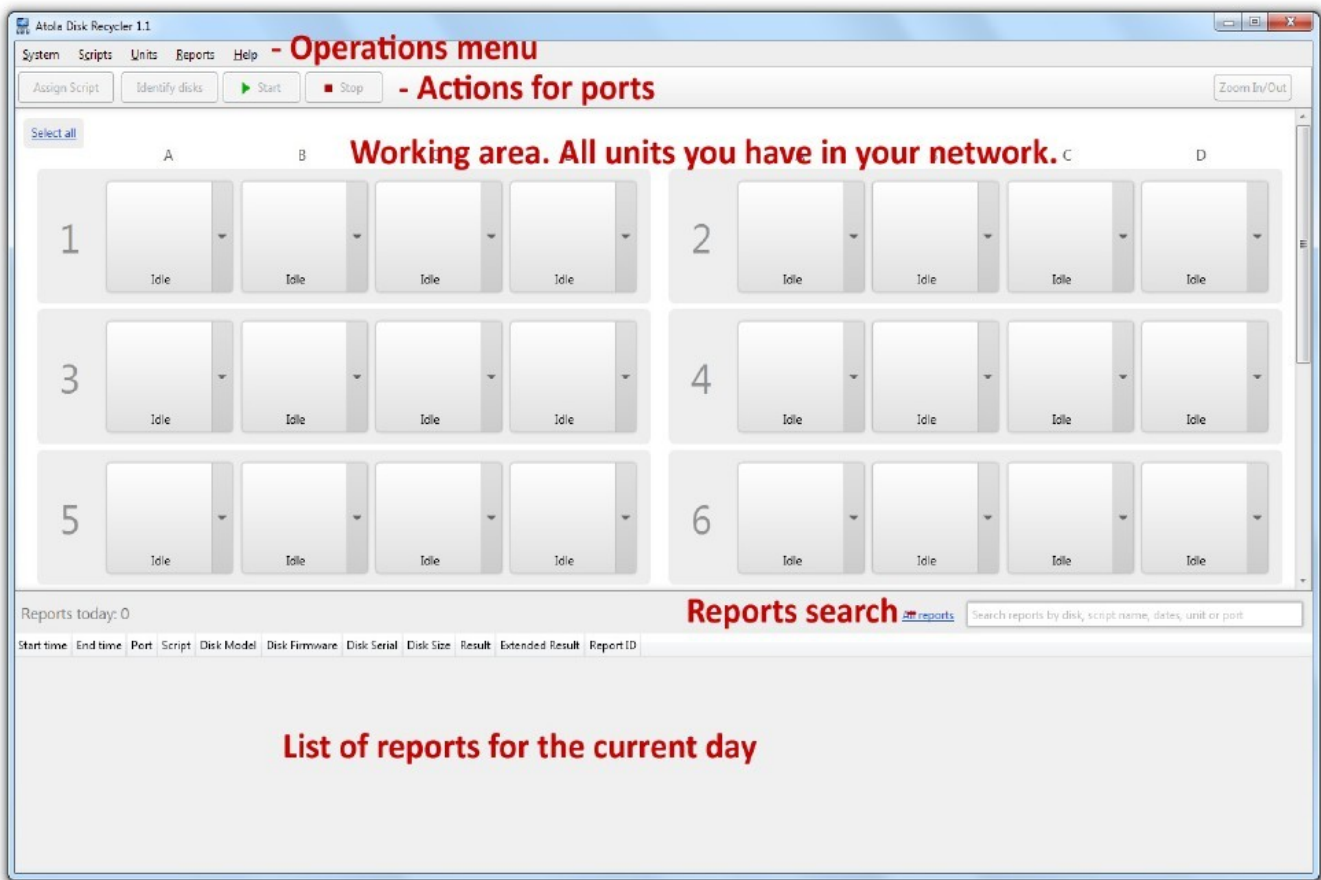 Atola Disk Recycler 1.1
System Scripts Units Reports Help - Operations menu
Assign Script Identify disks Start Stop - Actions for ports Zoom In/Out
Select all
A B Working area. All units you have in your network. C D
1 2
Idle Idle Idle Idle Idle Idle Idle Idle
3 4
Idle Idle Idle Idle Idle Idle Idle Idle
5 6
Idle Idle Idle Idle Idle Idle Idle Idle
Reports today: 0 Reports search All reports Search reports by disk, script name, dates, unit or port
Start time End time Port Script Disk Model Disk Firmware Disk Serial Disk Size Result Extended Result Report ID
List of reports for the current day